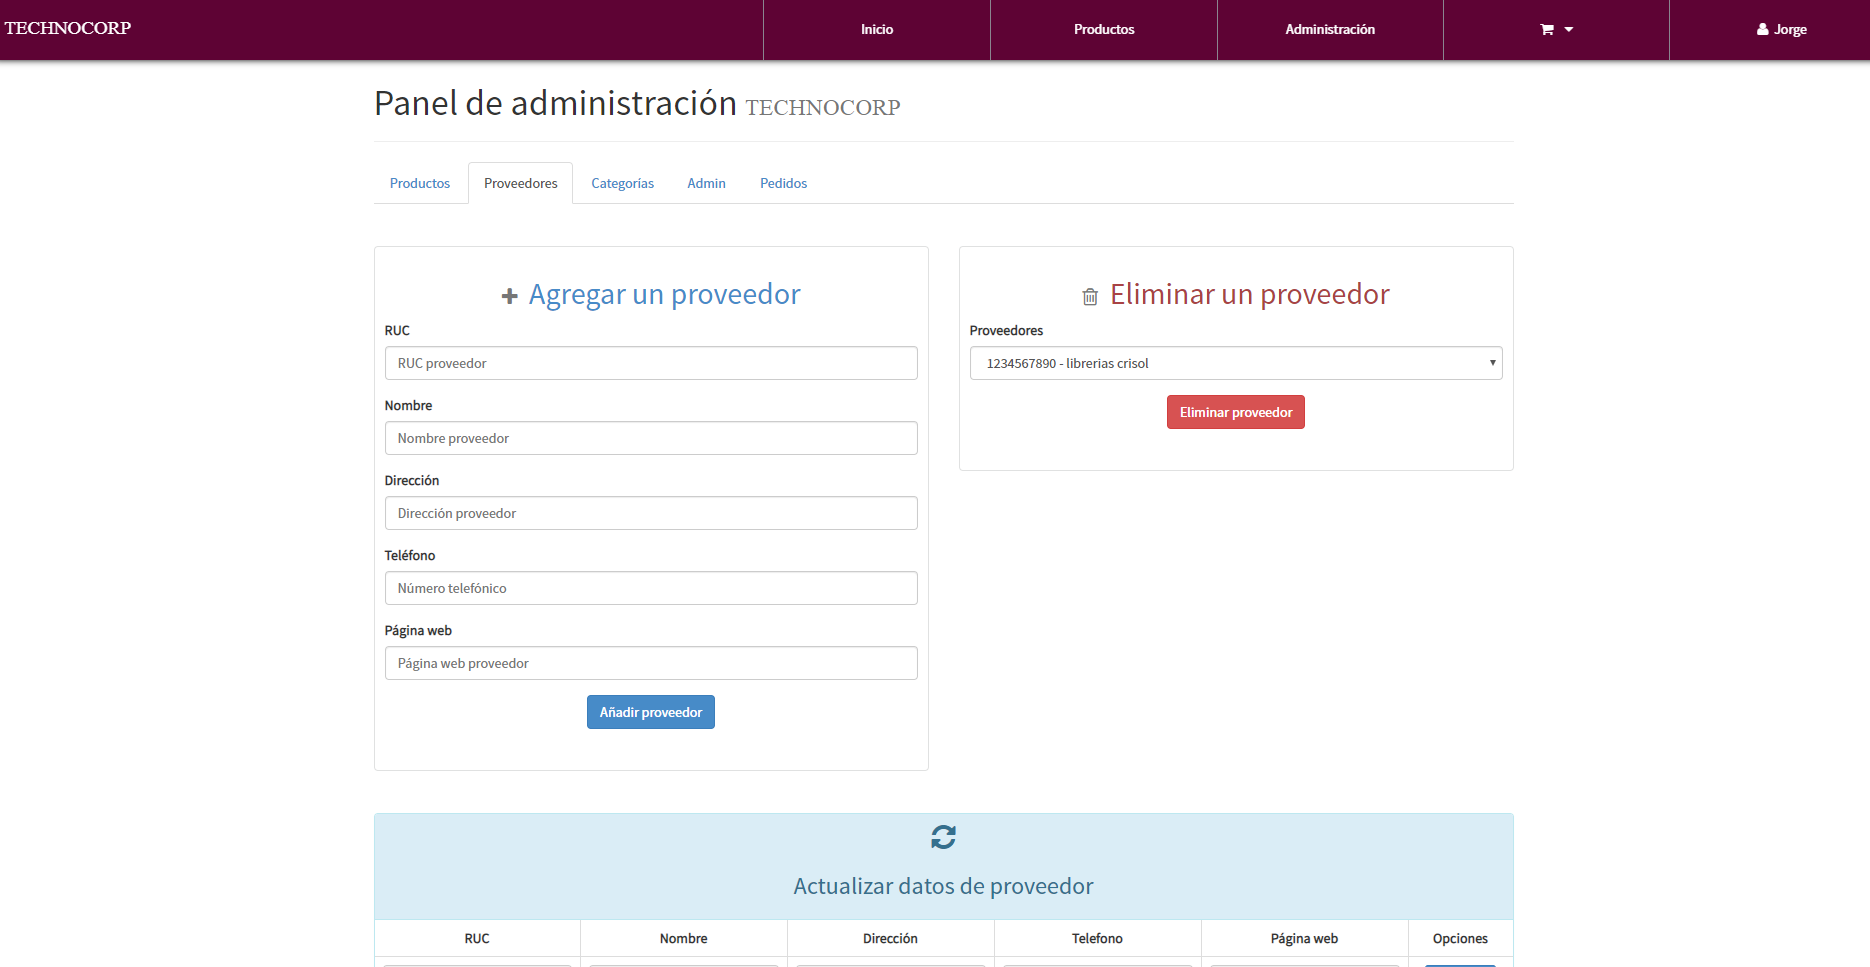 TECHNOCORP
Inicio
Productos
Administración
Jorge
Panel de administración TECHNOCORP
Productos
Proveedores
Categorías
Admin
Pedidos
Agregar un proveedor
RUC
RUC proveedor
Nombre
Nombre proveedor
Dirección
Dirección proveedor
Teléfono
Número telefónico
Página web
Página web proveedor
Añadir proveedor
Eliminar un proveedor
Proveedores
1234567890 - librerias crisol
Eliminar proveedor
Actualizar datos de proveedor
RUC
Nombre
Dirección
Telefono
Página web
Opciones